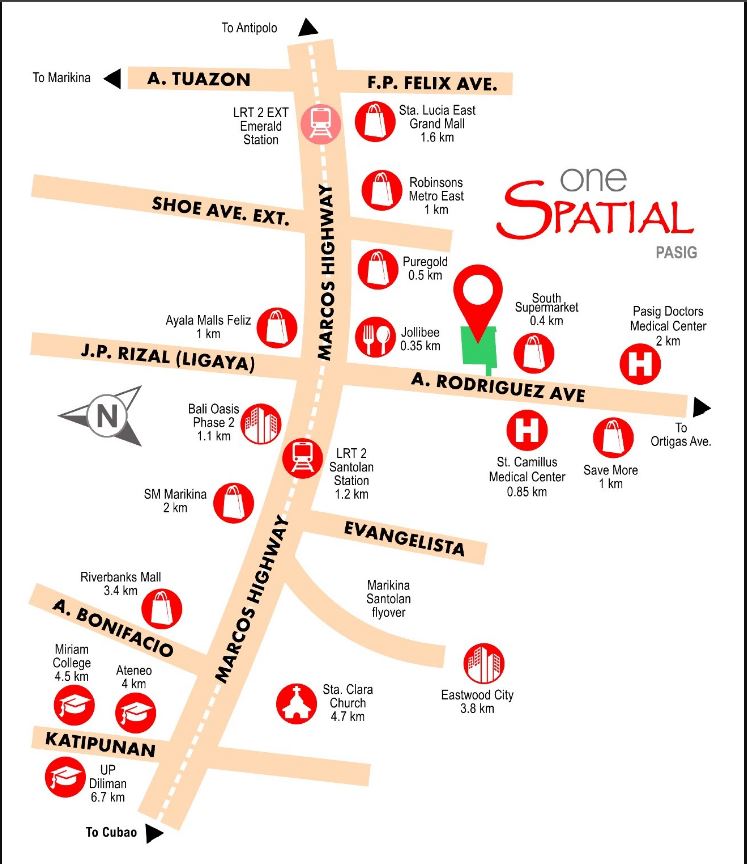 To Antipolo
To Marikina
A. TUAZON
F.P. FELIX AVE.
LRT 2 EXT
Emerald
Station
Sta. Lucia East
Grand Mall
1.6 km
Robinsons
Metro East
1 km
one
SPATIAL
PASIG
SHOE AVE. EXT.
MARCOS HIGHWAY
Puregold
0.5 km
Ayala Malls Feliz
1 km
Jollibee
0.35 km
South
Supermarket
0.4 km
Pasig Doctors
Medical Center
2 km
J.P. RIZAL (LIGAYA)
A. RODRIGUEZ AVE
To
Ortigas Ave.
N
Bali Oasis
Phase 2
1.1 km
LRT 2
Santolan
Station
1.2 km
H
H
St. Camillus
Medical Center
0.85 km
Save More
1 km
SM Marikina
2 km
EVANGELISTA
MARCOS HIGHWAY
Marikina
Santolan
flyover
Riverbanks Mall
3.4 km
A. BONIFACIO
Miriam
College
4.5 km
Ateneo
4 km
Sta. Clara
Church
4.7 km
Eastwood City
3.8 km
KATIPUNAN
UP
Diliman
6.7 km
To Cubao